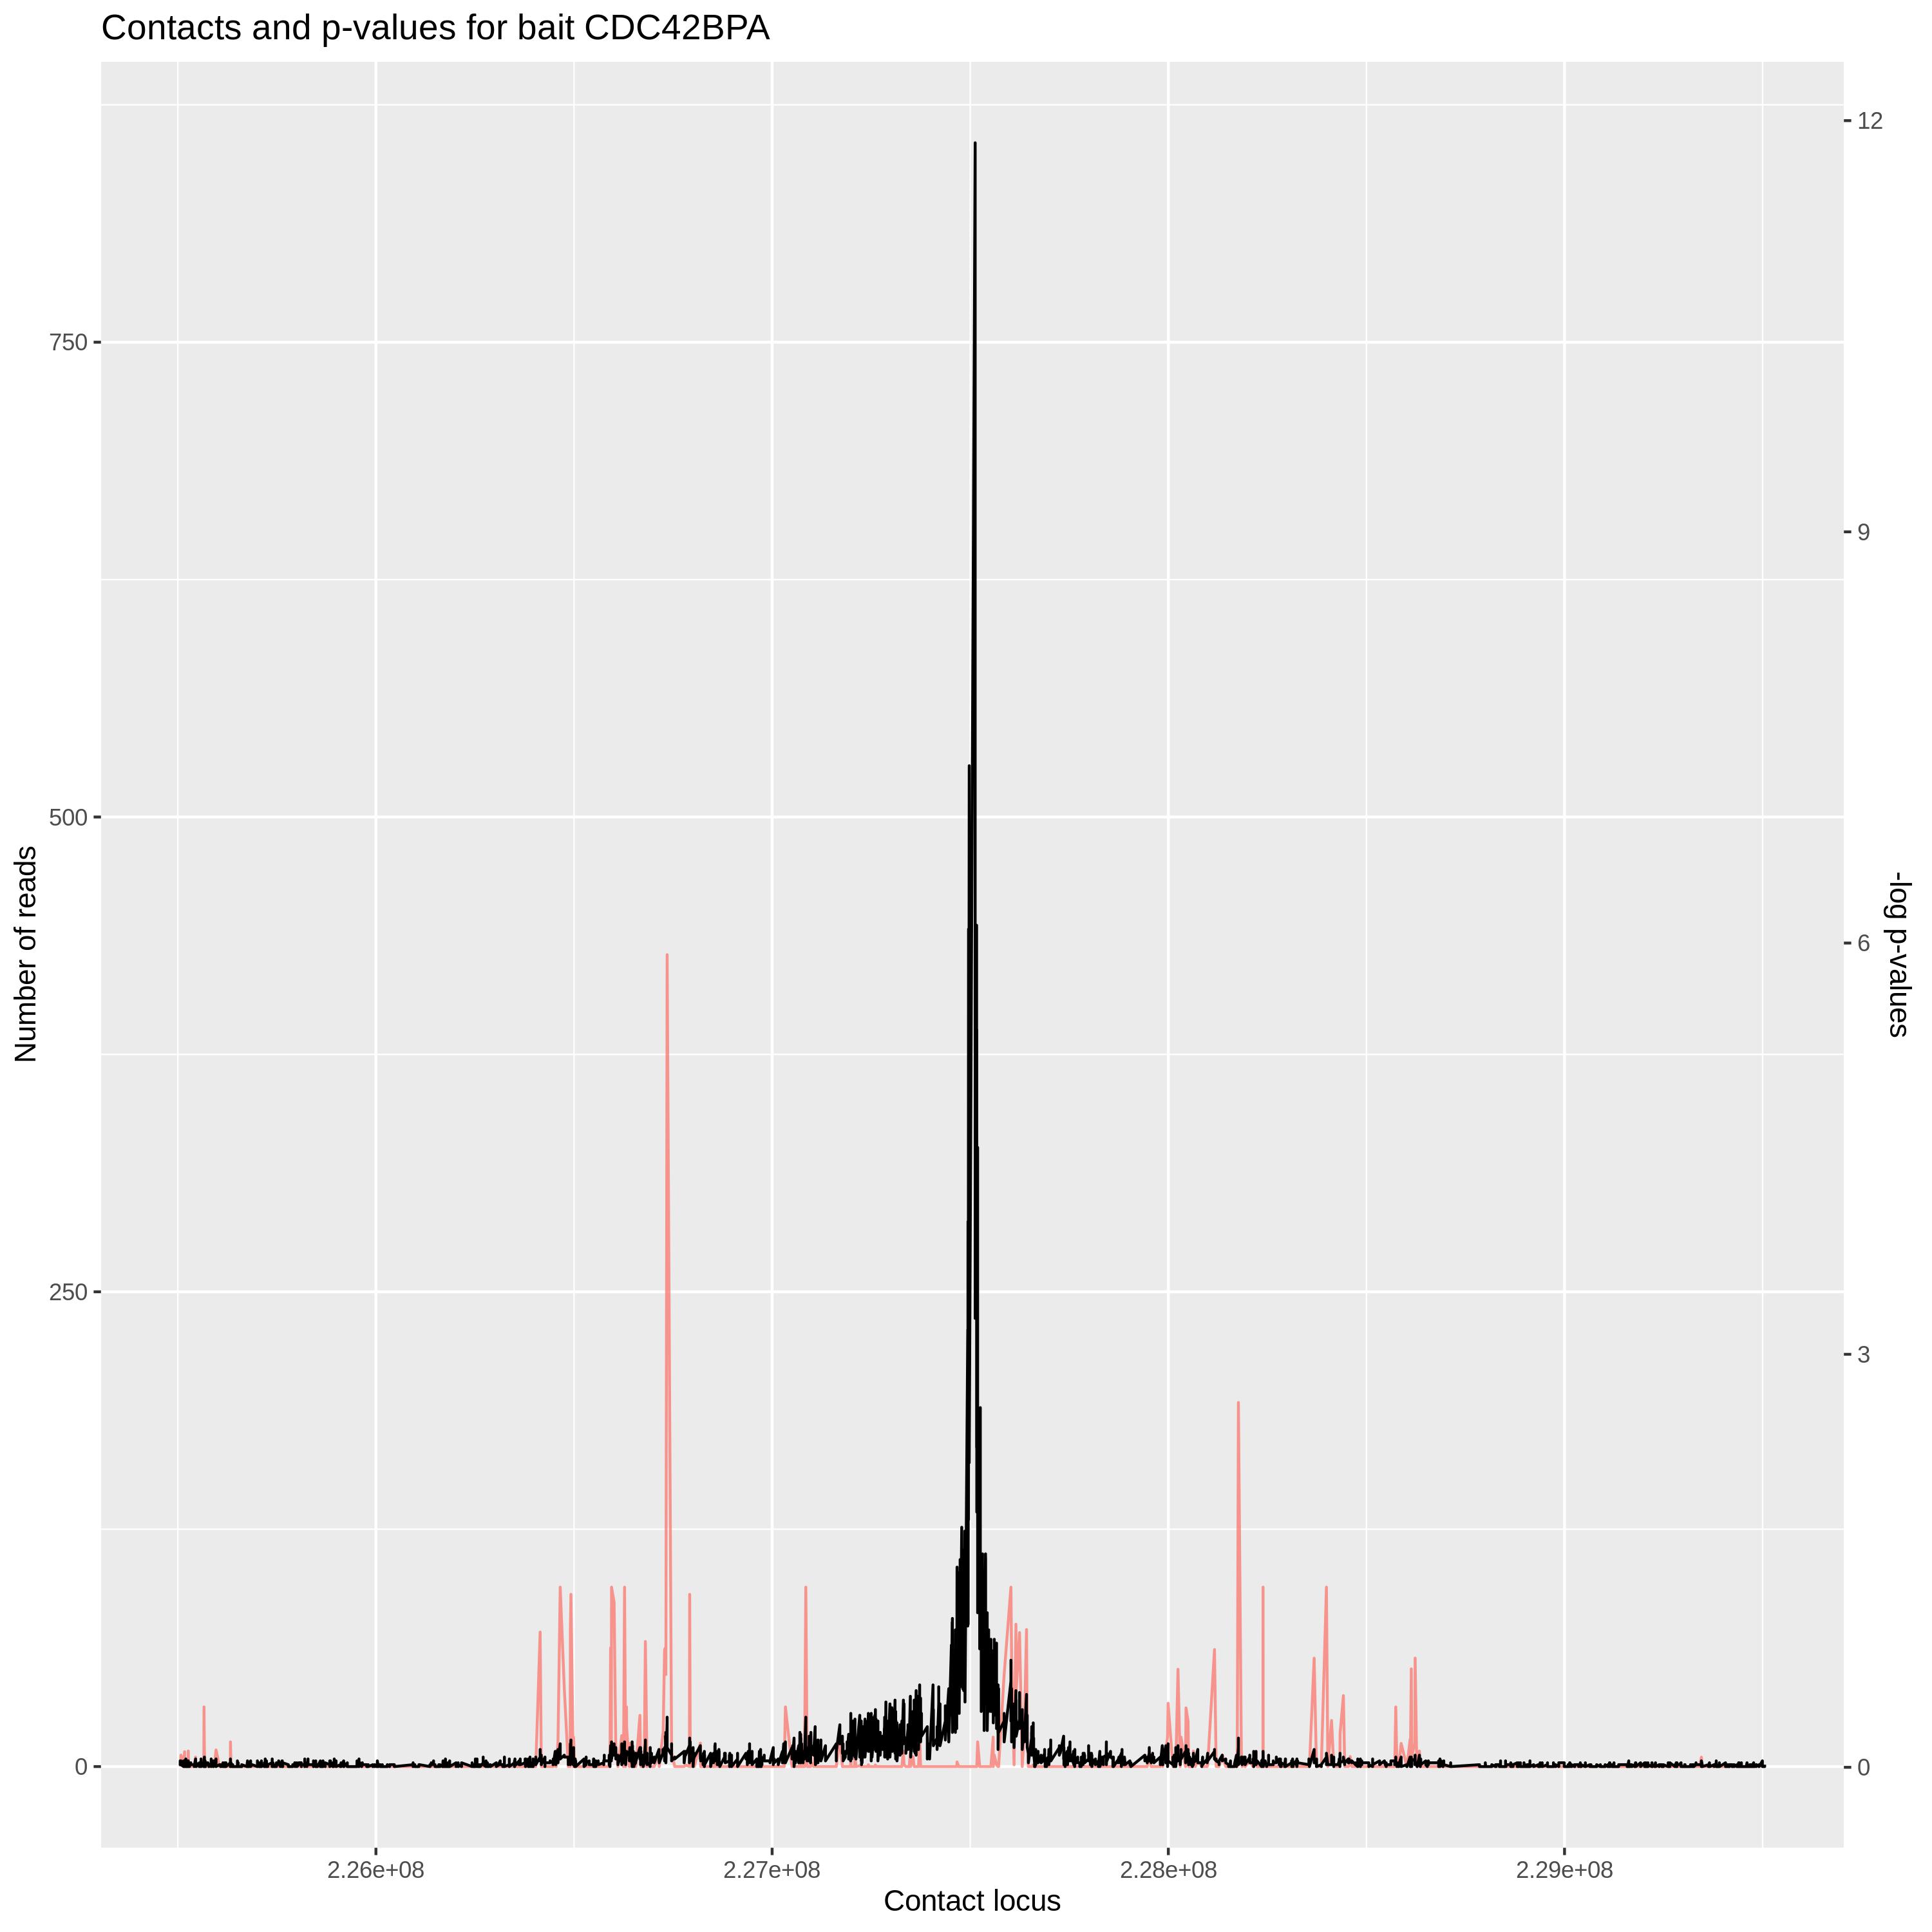 Contacts and p-values for bait CDC42BPA
Number of reads
750
500
250
0
12
9
6
3
0
-log p-values
2.26e+08
2.27e+08
2.28e+08
2.29e+08
Contact locus